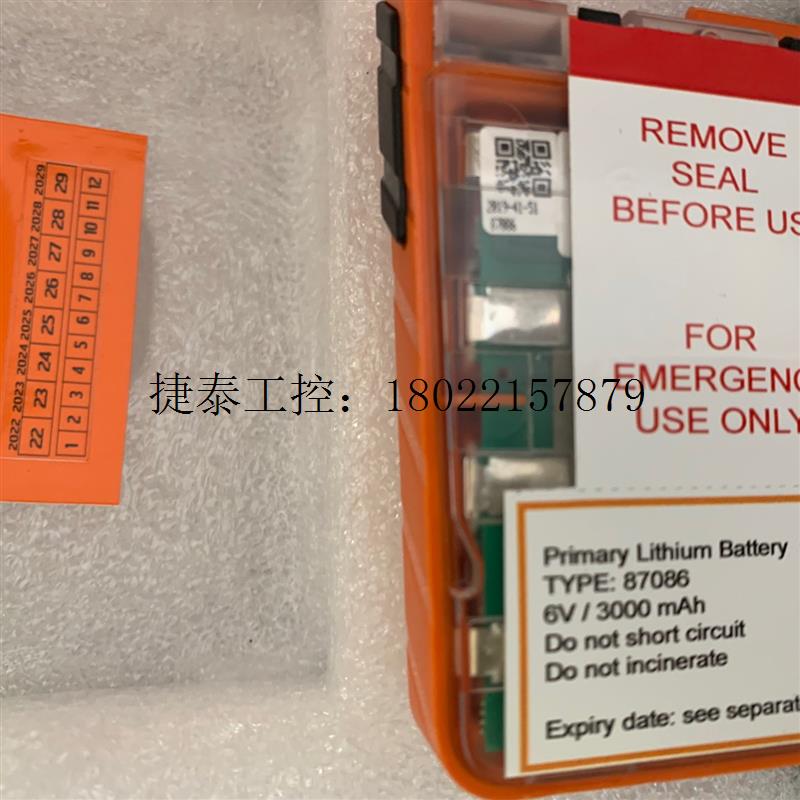 2022 2023 2024 2025 2026 2027 2028 2029
22 23 24 25 26 27 28 29
1 2 3 4 5 6 7 8 9 10 11 12
87086
REMOVE
SEAL
BEFORE US
FOR
EMERGENC
USE ONLY
捷泰工控：18022157879
Primary Lithium Battery
TYPE: 87086
6V / 3000 mAh
Do not short circuit
Do not incinerate
Expiry date: see separat